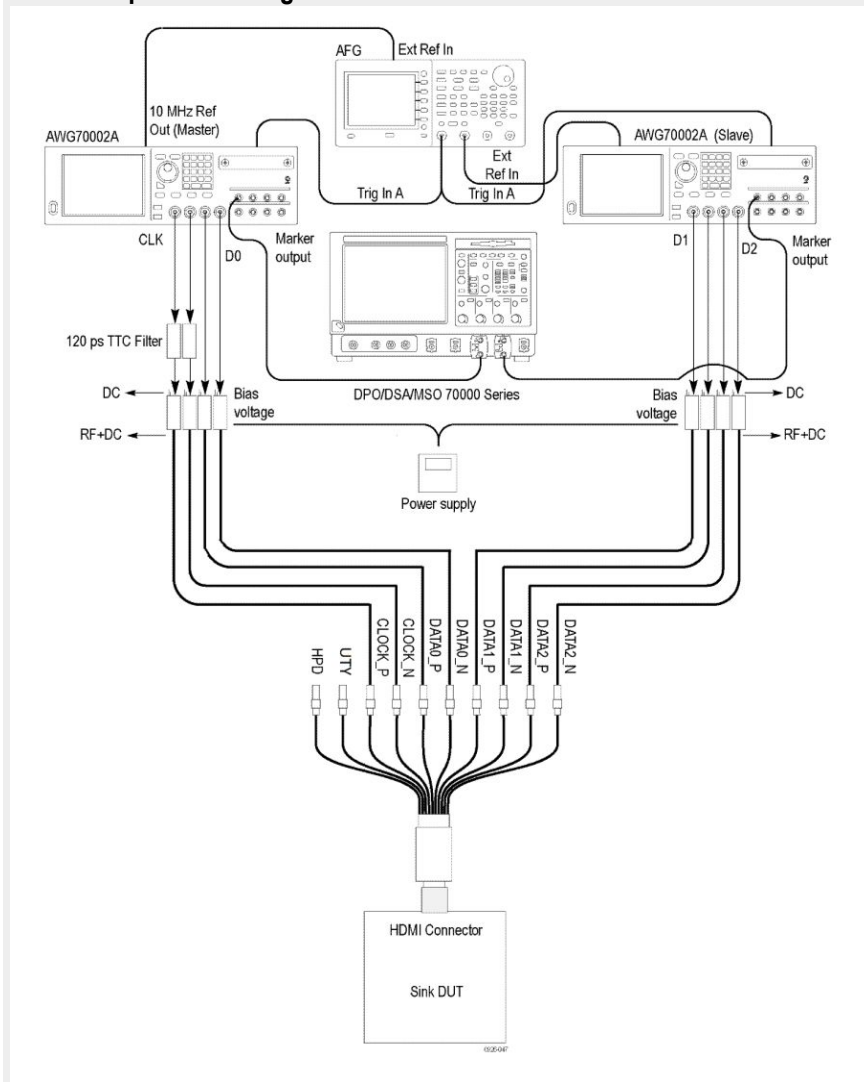 AFG
Ext Ref In
10 MHz Ref
Out (Master)
AWG70002A
AWG70002A (Slave)
Ext
Ref In
Trig In A
Trig In A
CLK
D0
Marker
output
D1
D2
Marker
output
120 ps TTC Filter
DC
Bias
voltage
RF+DC
DPO/DSA/MSO 70000 Series
Bias
voltage
DC
RF+DC
Power supply
HPD
UTY
CLOCK_P
CLOCK_N
DATA0_P
DATA0_N
DATA1_P
DATA1_N
DATA2_P
DATA2_N
HDMI Connector
Sink DUT